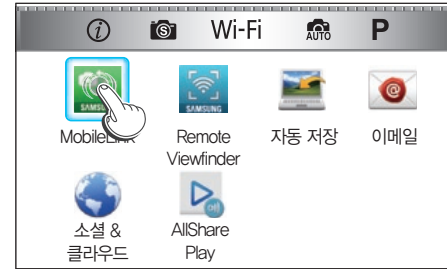 Wi-Fi AUTO P
SAMSUNG
MobileLink Remote 자동 저장 이메일
Viewfinder
소셜 & AllShare
클라우드 Play